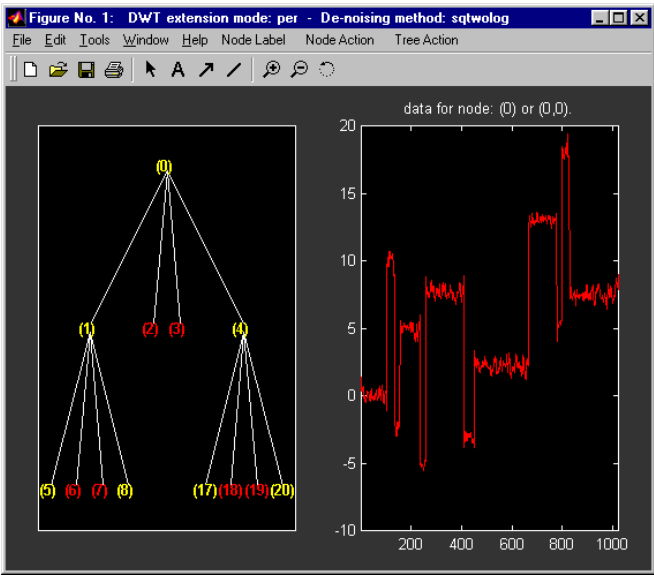 Figure No. 1: DWT extension mode: per - De-noising method: sqtwolog
File Edit Tools Window Help Node Label Node Action Tree Action
A
data for node: (0) or (0,0).
(0)
(1) (2) (3) (4)
(5) (6) (7) (8) (17) (18) (19) (20)
20
15
10
5
0
-5
-10
200 400 600 800 1000